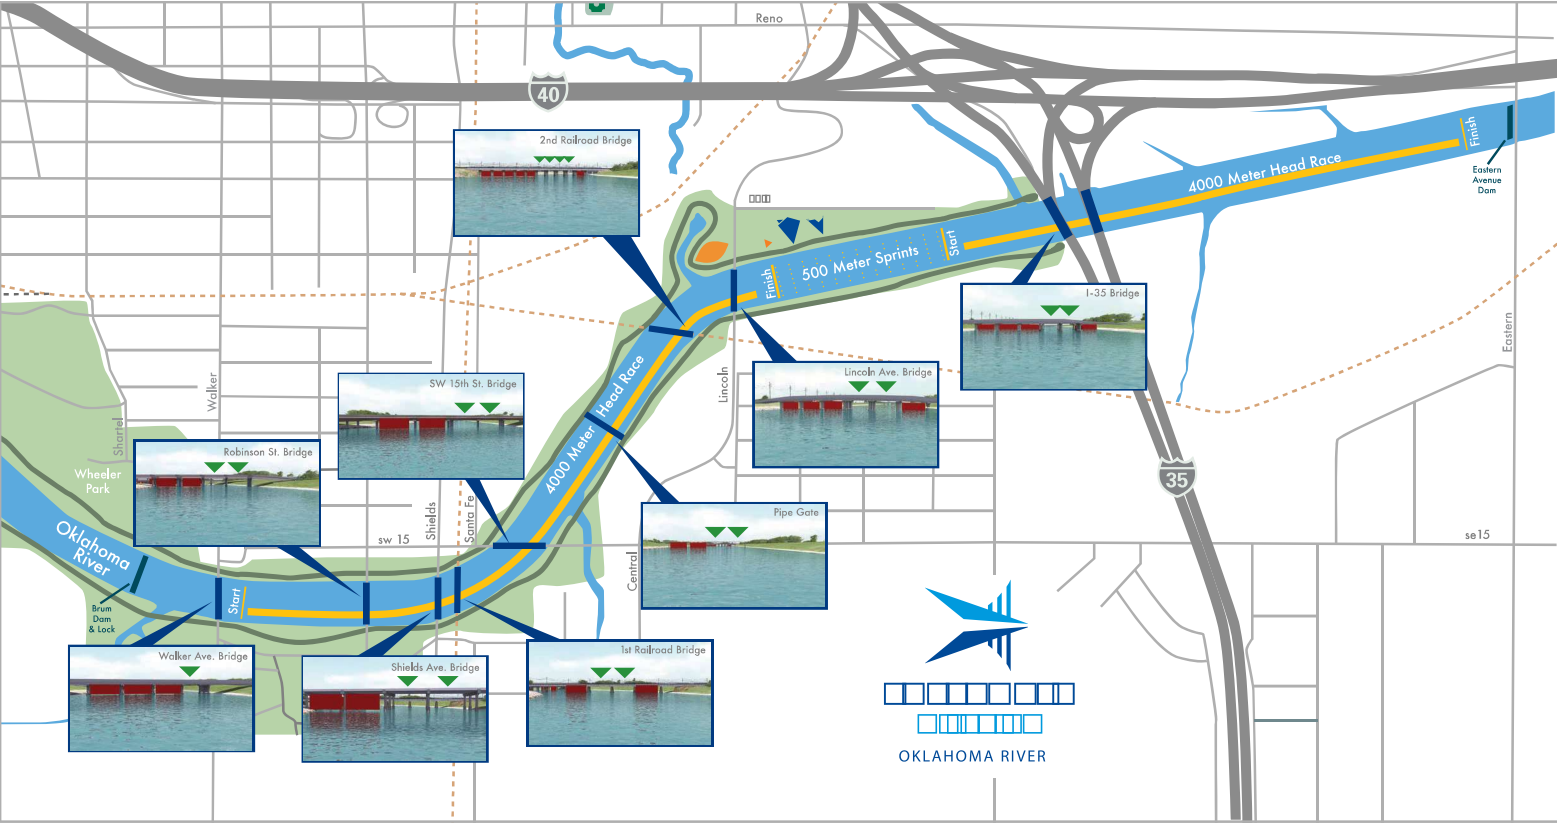 Reno
40
2nd Railroad Bridge
Finish
Eastern
Avenue
Dam
4000 Meter Head Race
Start
500 Meter Sprints
Finish
I-35 Bridge
Eastern
Lincoln
Lincoln Ave. Bridge
Walker
SW 15th St. Bridge
4000 Meter Head Race
Shartel
Robinson St. Bridge
Wheeler
Park
35
Shields
Santa Fe
Pipe Gate
sw 15
se15
Central
Oklahoma
River
Start
Brum
Dam
& Lock
Walker Ave. Bridge
Shields Ave. Bridge
1st Railroad Bridge
OKLAHOMA RIVER